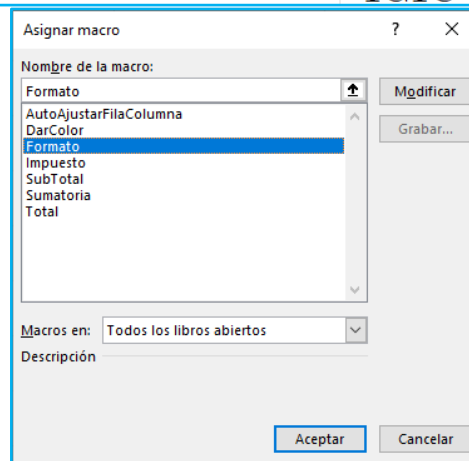 Asignar macro ? ×
Nombre de la macro:
Formato
Modificar
AutoAjustarFilaColumna
Grabar...
DarColor
Formato
Impuesto
SubTotal
Sumatoria
Total
Macros en: Todos los libros abiertos
Descripción
Aceptar Cancelar